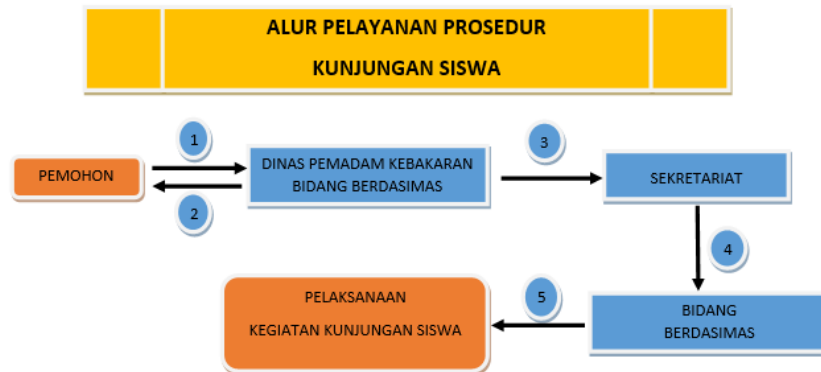 ALUR PELAYANAN PROSEDUR
KUNJUNGAN SISWA
1
3
PEMOHON
DINAS PEMADAM KEBAKARAN
BIDANG BERDASIMAS
SEKRETARIAT
2
4
PELAKSANAAN
KEGIATAN KUNJUNGAN SISWA
5
BIDANG
BERDASIMAS